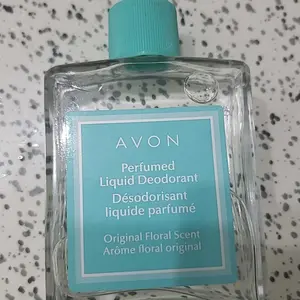 AVON
Perfumed
Liquid Deodorant
Désodorisant
liquide parfumé
Original Floral Scent
Arôme floral original